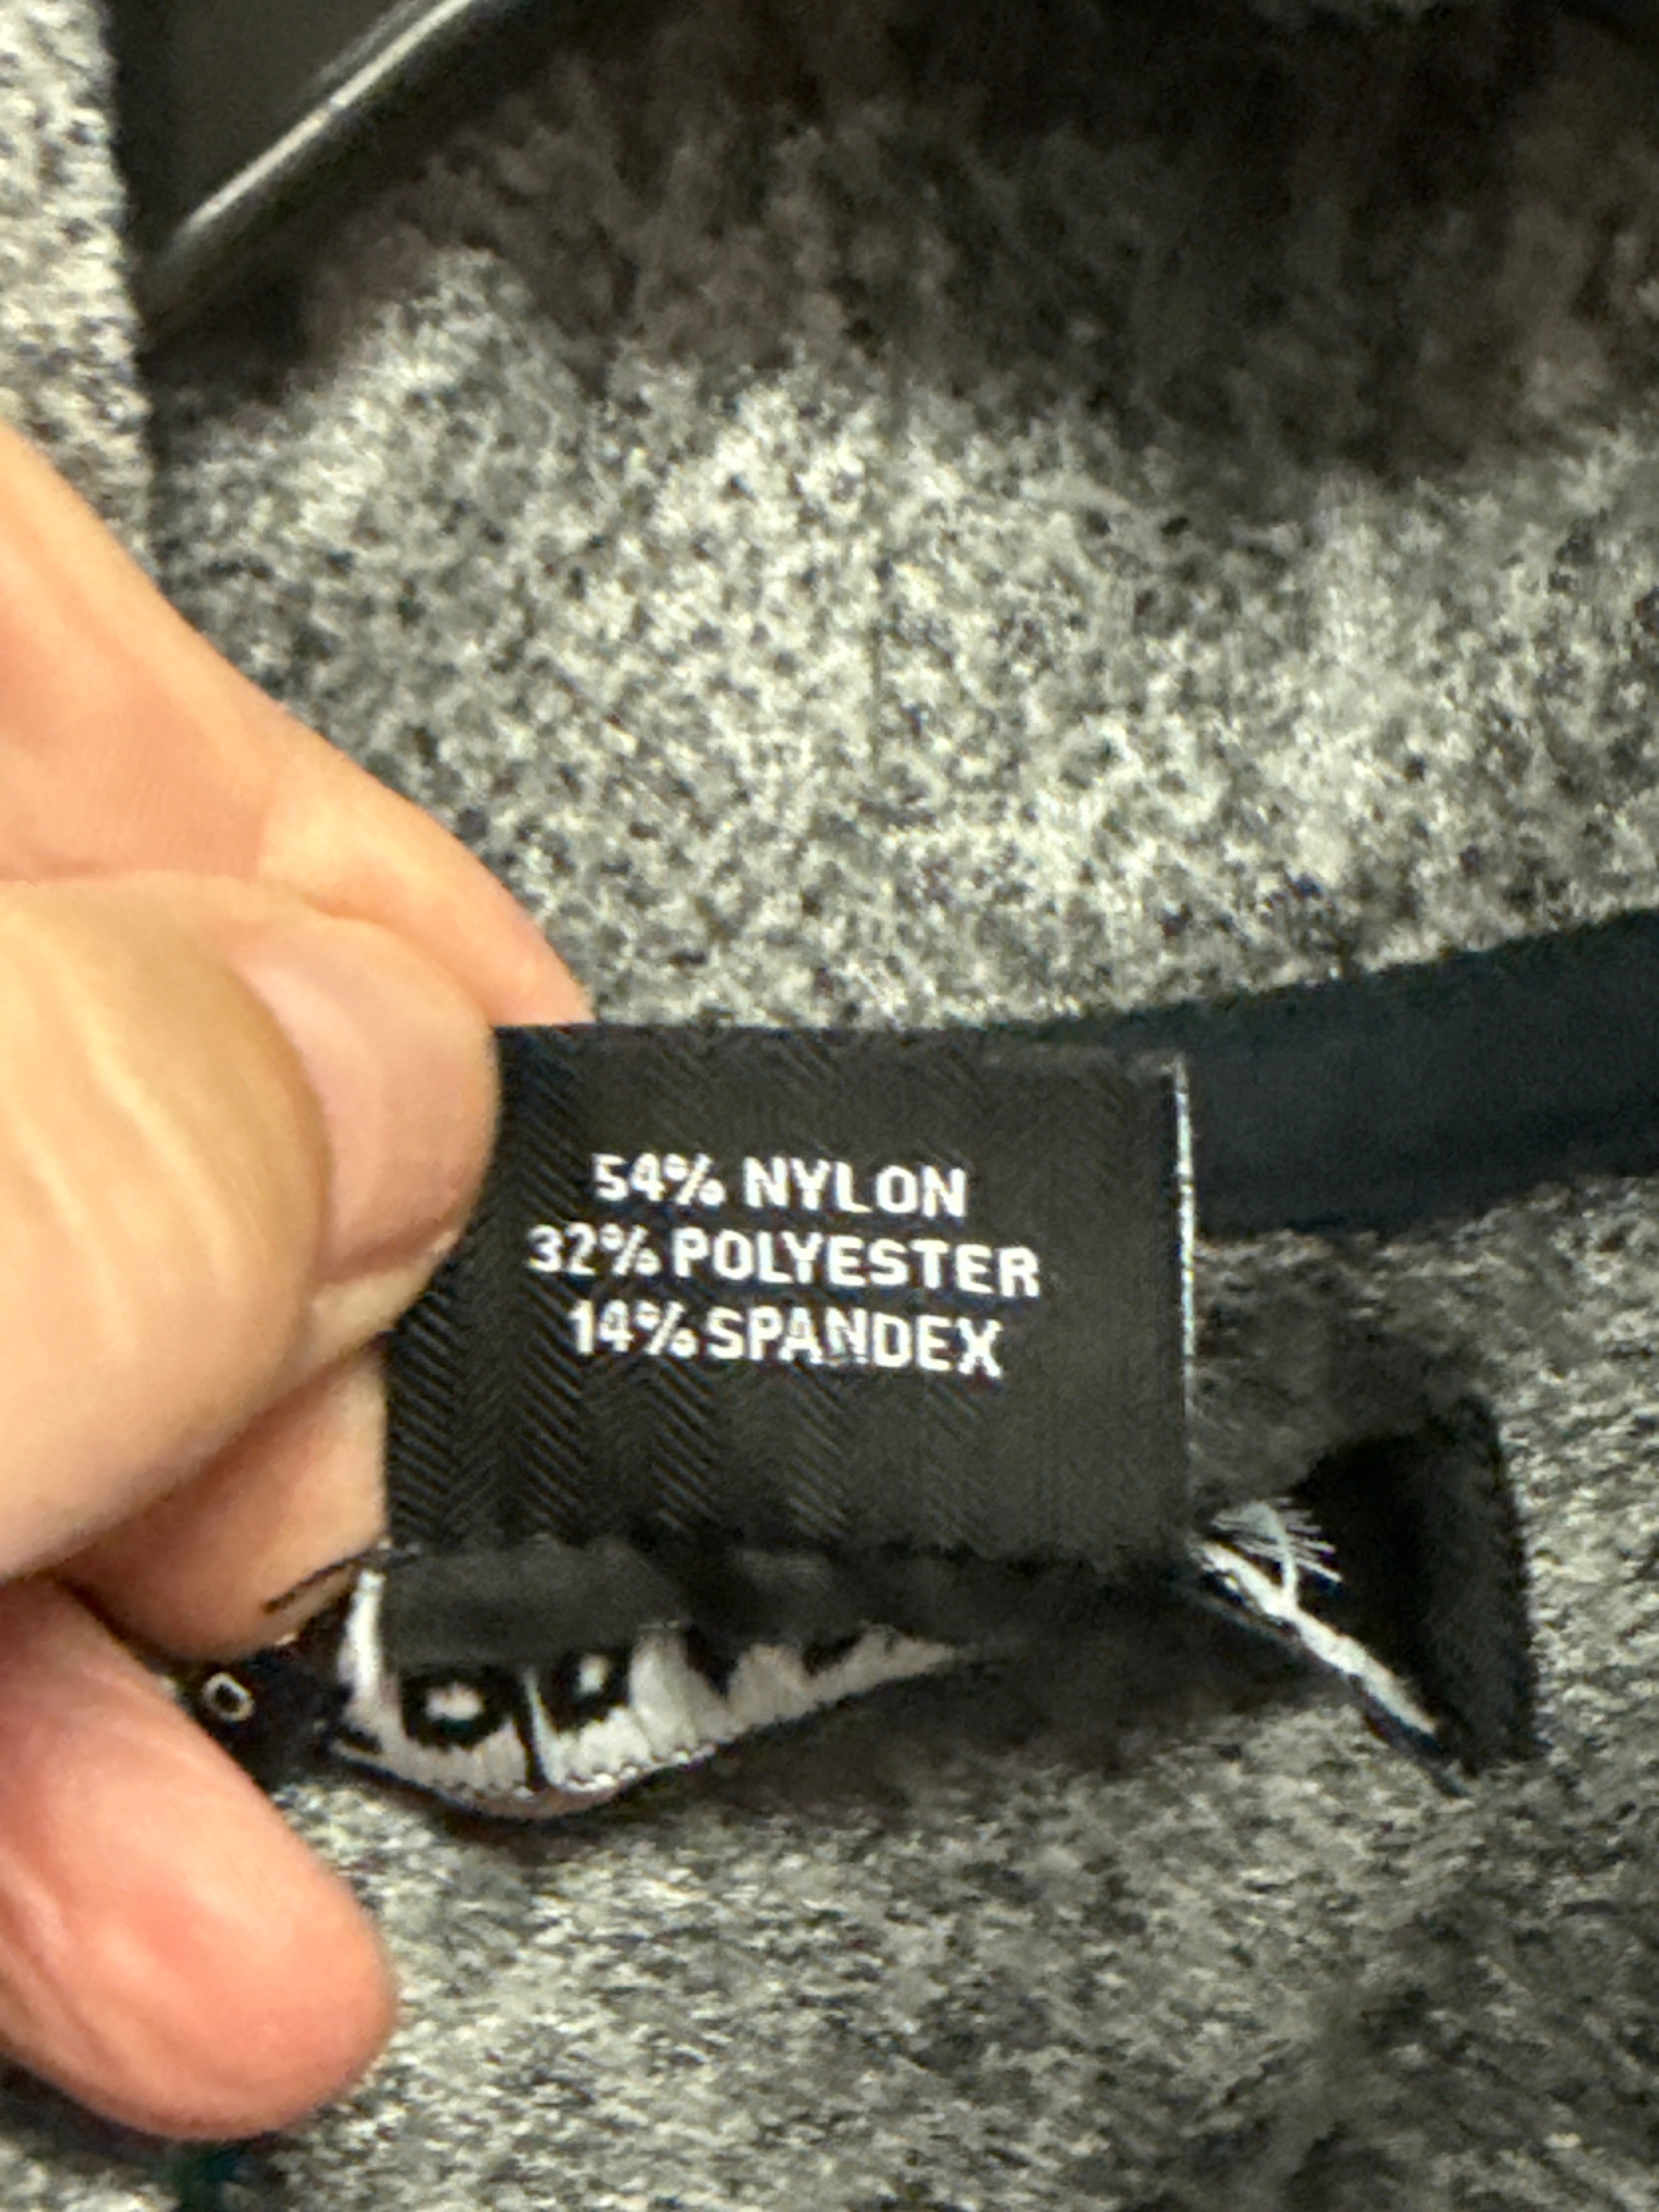 54% NYLON
32% POLYESTER
14% SPANDEX